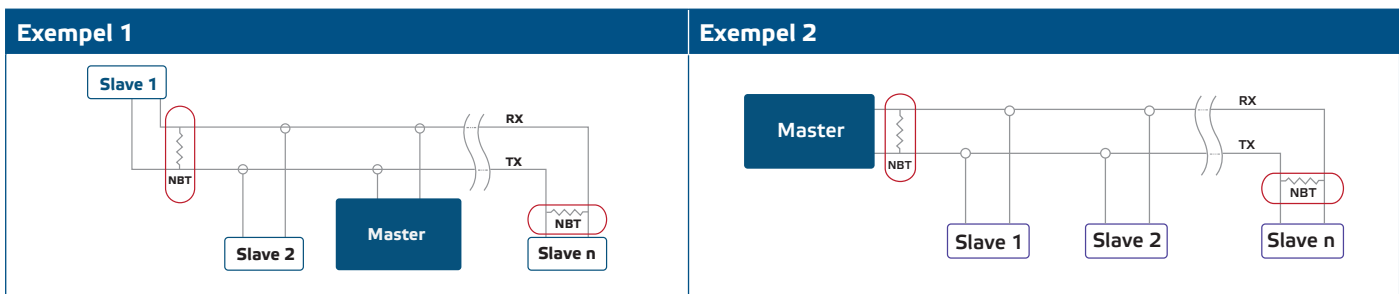 Exempel 1
Slave 1
RX
TX
NBT
NBT
Master
Slave 2
Slave n
Exempel 2
Master
RX
TX
NBT
NBT
Slave 1
Slave 2
Slave n